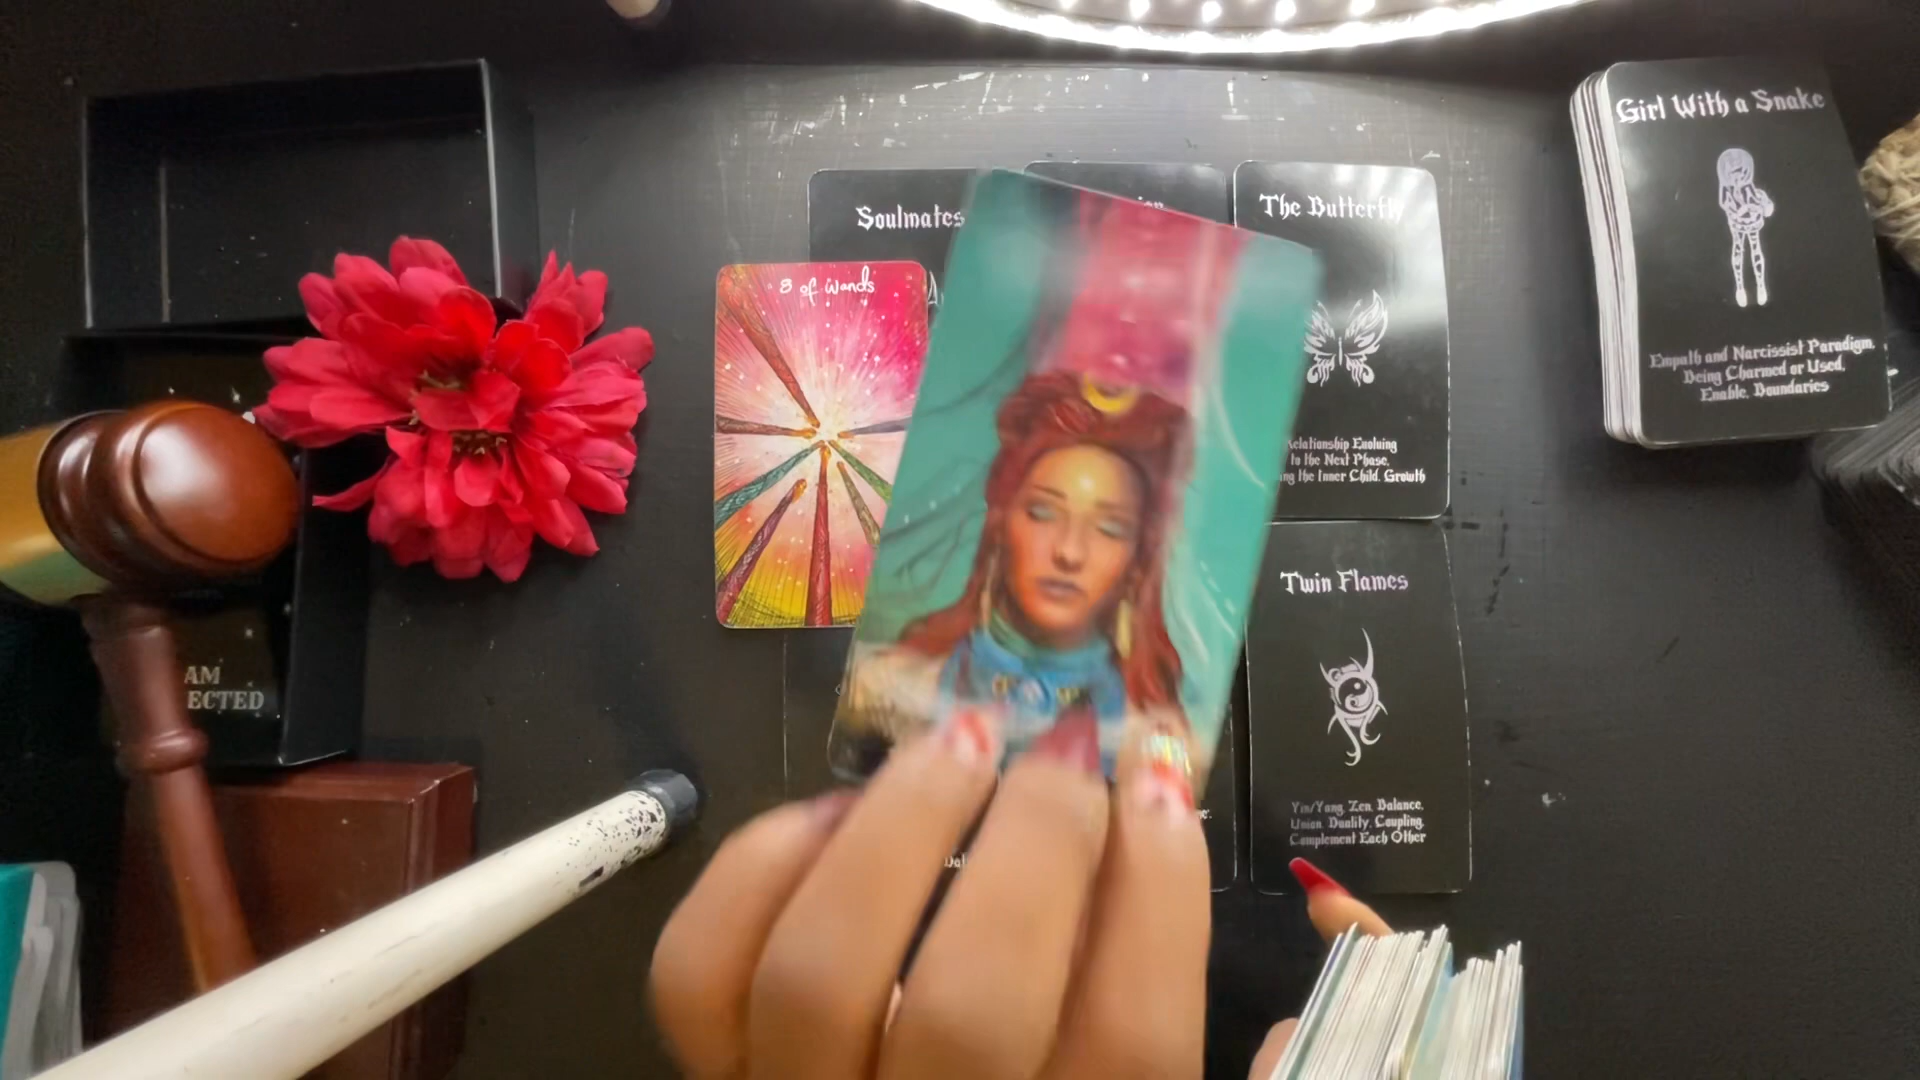 Soulmates
The Butterfly
Girl With a Snake
8 of Wands
Empath and Narcissist Paradigm,
Being Charmed or Used,
Enable, Boundaries
Relationship Evolving
to the Next Phase,
the Inner Child, Growth
Twin Flames
AM
ECTED
Yin/Yang, Zen, Balance,
Union, Duality, Coupling,
Complement Each Other